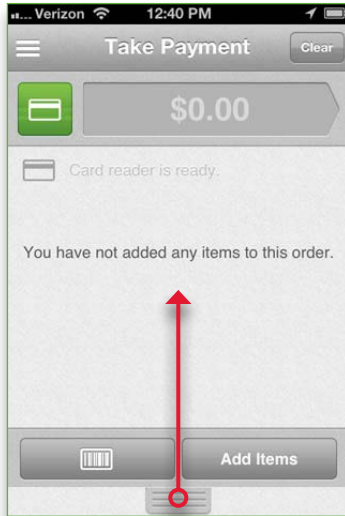 Verizon 12:40 PM
Take Payment
Clear
$0.00
Card reader is ready.
You have not added any items to this order.
Add Items